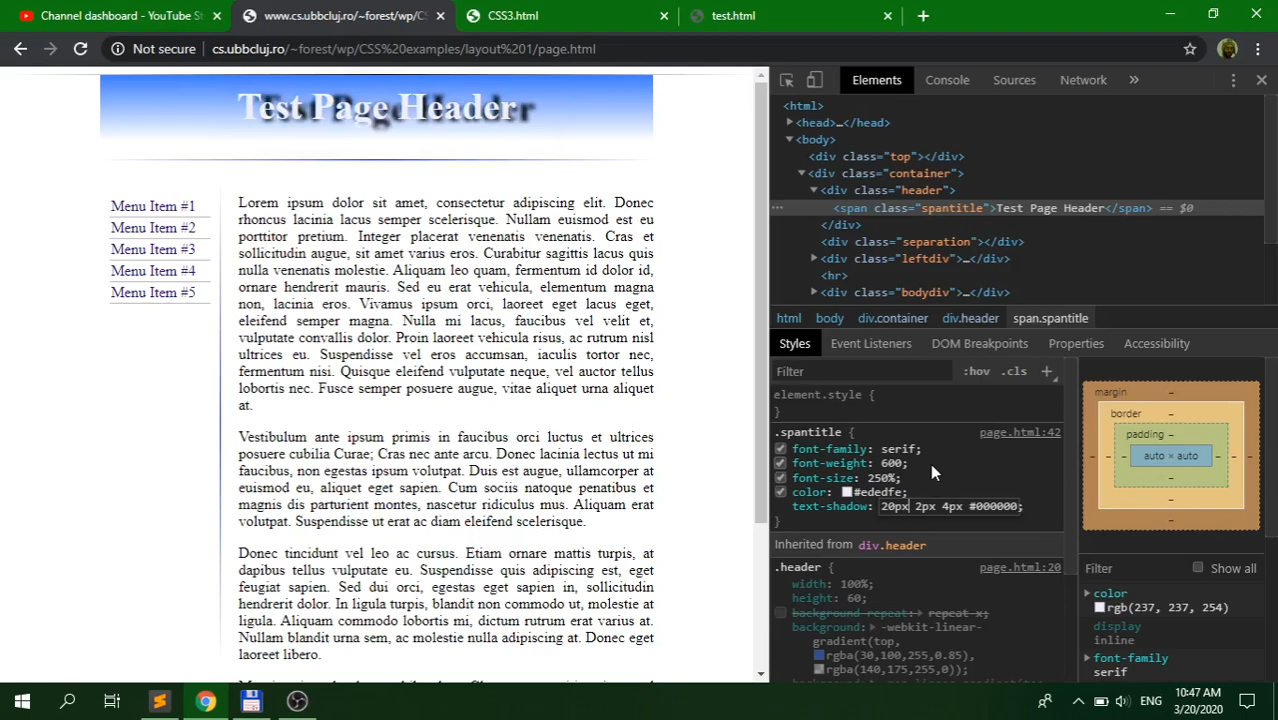 Channel dashboard - YouTube St
www.cs.ubbcluj.ro/~forest/wp/CS
CSS3.html
test.html
Not secure
cs.ubbcluj.ro/~forest/wp/CSS%20examples/layout%201/page.html
Test Page Header
Menu Item #1
Menu Item #2
Menu Item #3
Menu Item #4
Menu Item #5
Lorem ipsum dolor sit amet, consectetur adipiscing elit. Donec
rhoncus lacinia lacus semper scelerisque. Nullam euismod est eu
porttitor pretium. Integer placerat venenatis venenatis. Cras et
sollicitudin augue, sit amet varius eros. Curabitur sagittis lacus quis
nulla venenatis molestie. Aliquam leo quam, fermentum id dolor id,
ornare hendrerit mauris. Sed eu erat vehicula, elementum magna
non, lacinia eros. Vivamus ipsum orci, laoreet eget lacus eget,
eleifend semper magna. Nulla mi lacus, faucibus vel velit et,
vulputate convallis dolor. Proin laoreet vehicula risus, ac rutrum nisl
ultrices eu. Suspendisse vel eros accumsan, iaculis tortor nec,
fermentum nisi. Quisque eleifend vulputate neque, vel auctor tellus
lobortis nec. Fusce semper posuere augue, vitae aliquet urna aliquet
at.
Vestibulum ante ipsum primis in faucibus orci luctus et ultrices
posuere cubilia Curae; Cras nec ante arcu. Donec lacinia lectus ut mi
faucibus, non egestas ipsum volutpat. Duis est augue, ullamcorper at
euismod eu, aliquet eget sapien. Cum sociis natoque penatibus et
magnis dis parturient montes, nascetur ridiculus mus. Vivamus
dignissim placerat enim, at tincidunt lorem aliquam erat
volutpat. Suspendisse ut erat ac diam eleifend scelerisque.
Donec tincidunt vel leo ac cursus. Etiam ornare mattis turpis, at
dapibus tellus vulputate eu. Suspendisse quis adipiscing est, eget
feugiat sapien. Sed dui orci, egestas eget sapien in, sollicitudin
hendrerit dolor. In ligula turpis, blandit non commodo ut, molestie at
ligula. Aliquam commodo lobortis mi, dictum rutrum erat varius at.
Nullam blandit urna sem, ac molestie nulla adipiscing at. Donec eget
laoreet libero.
Elements
Console
Sources
Network
<html>
<head>…</head>
<body>
<div class="top"></div>
<div class="container">
<div class="header">
<span class="spantitle">Test Page Header</span> == $0
</div>
<div class="separation"></div>
<div class="leftdiv">…</div>
<hr>
<div class="bodydiv">…</div>
html body div.container div.header span.spantitle
Styles
Event Listeners
DOM Breakpoints
Properties
Accessibility
Filter
:hov .cls
element.style {
}
.spantitle {
page.html:42
font-family: serif;
font-weight: 600;
font-size: 250%;
color: #ededfe;
text-shadow: 20px 2px 4px #000000;
}
Inherited from div.header
.header {
page.html:20
width: 100%;
height: 60;
background-repeat: repeat-x;
background: -webkit-linear-
gradient(top,
rgba(30,100,255,0.85),
rgba(140,175,255,0));
margin -
border -
padding -
- - - auto × auto - - -
-
-
-
Filter
Show all
color
rgb(237, 237, 254)
display
inline
font-family
serif
ENG
10:47 AM
3/20/2020